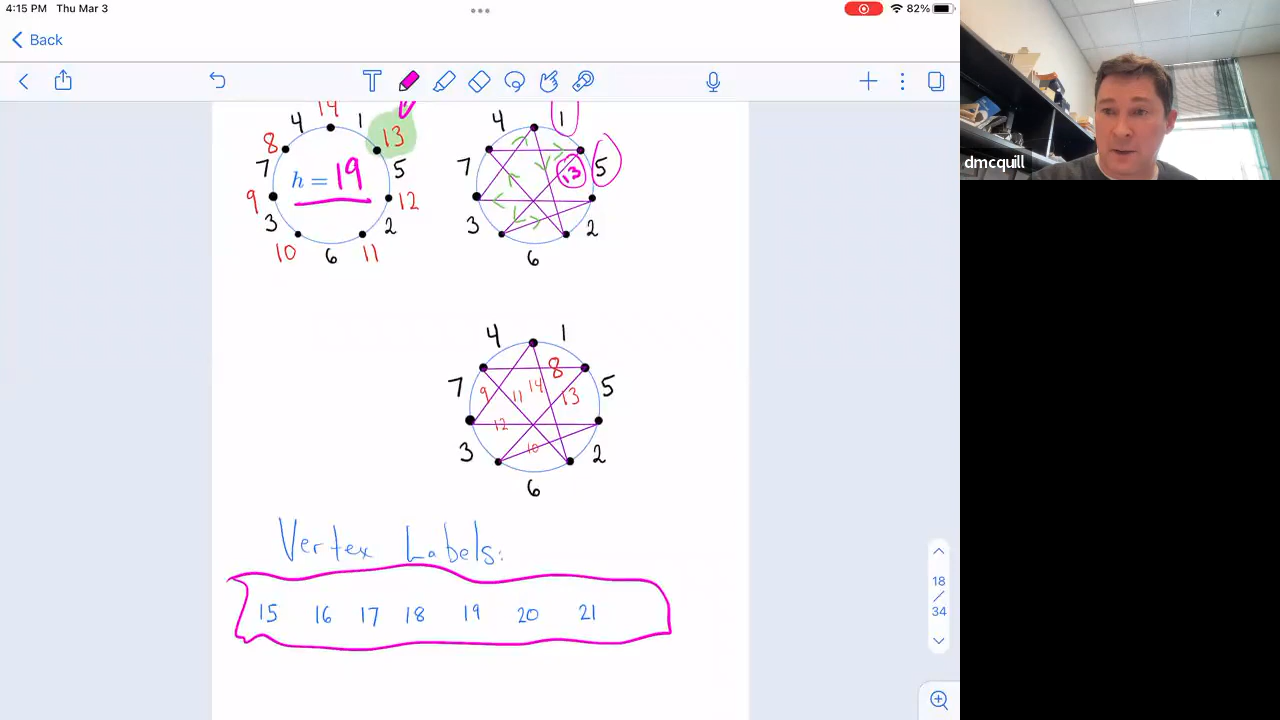 4:15 PM Thu Mar 3
82%
Back
T
14
4 1
8 13
7 5
h = 19
9 12
3 2
10 11
6
4 1
7 5
13
3 2
6
4 1
8
7 9 11 14 13 5
12
3 10 2
6
Vertex Labels:
15 16 17 18 19 20 21
18
/
34
dmcquill